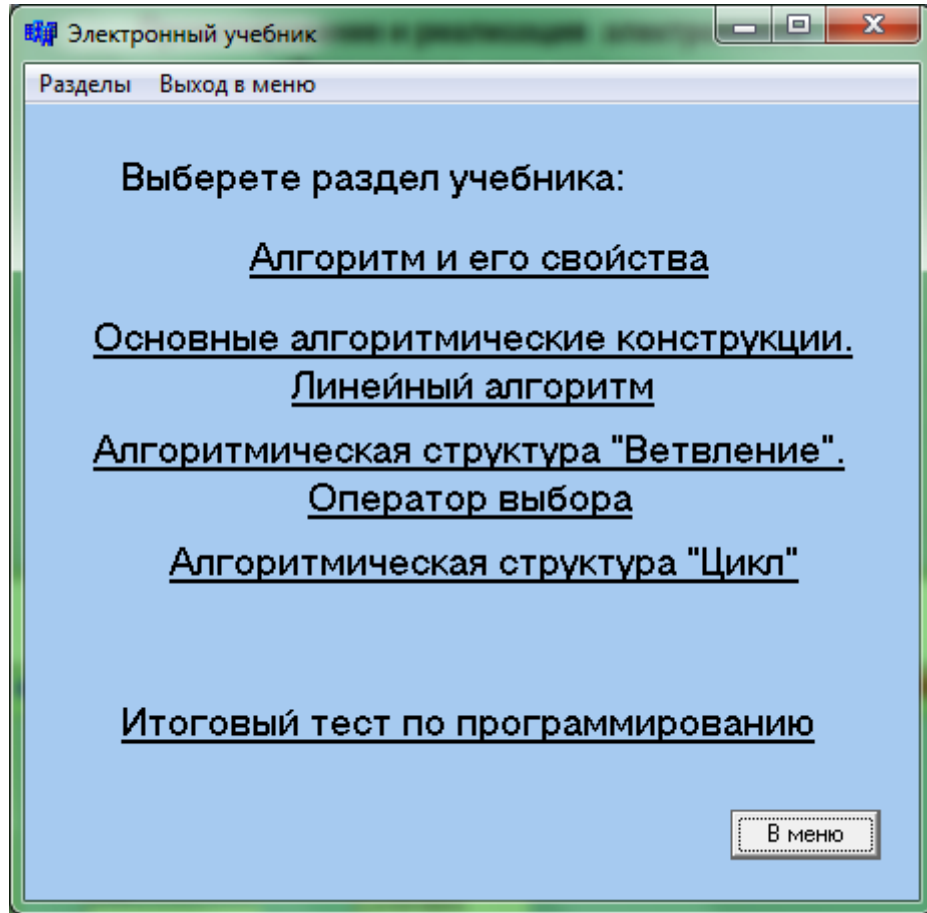 Электронный учебник
Разделы Выход в меню
Выберете раздел учебника:
Алгоритм и его свойства
Основные алгоритмические конструкции.
Линейный алгоритм
Алгоритмическая структура "Ветвление".
Оператор выбора
Алгоритмическая структура "Цикл"
Итоговый тест по программированию
В меню